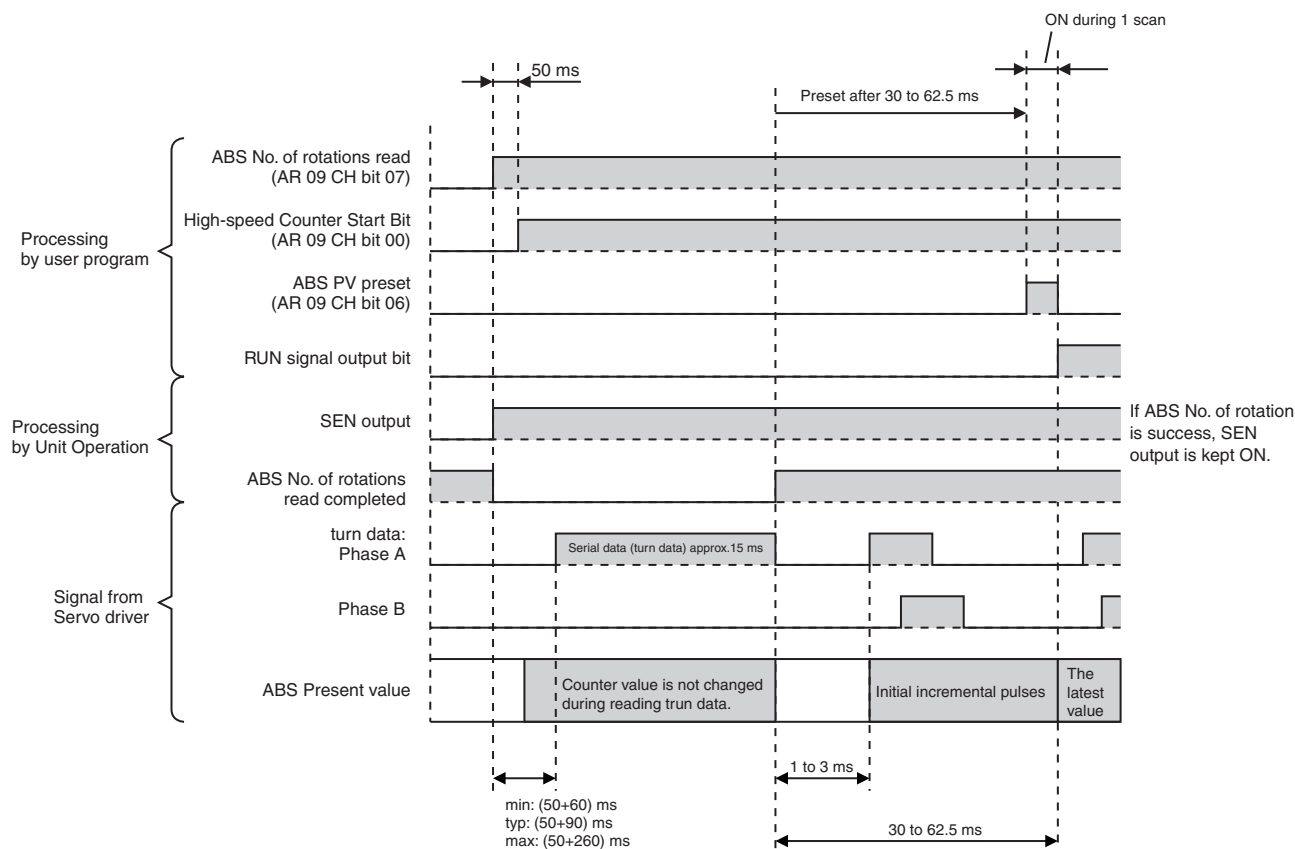 ON during 1 scan
50 ms
Preset after 30 to 62.5 ms
Processing
by user program
ABS No. of rotations read
(AR 09 CH bit 07)
High-speed Counter Start Bit
(AR 09 CH bit 00)
ABS PV preset
(AR 09 CH bit 06)
RUN signal output bit
Processing
by Unit Operation
SEN output
If ABS No. of rotation
is success, SEN
output is kept ON.
ABS No. of rotations
read completed
Signal from
Servo driver
turn data:
Phase A
Serial data (turn data) approx.15 ms
Phase B
ABS Present value
Counter value is not changed
during reading trun data.
Initial incremental pulses
The
latest
value
1 to 3 ms
min: (50+60) ms
typ: (50+90) ms
max: (50+260) ms
30 to 62.5 ms